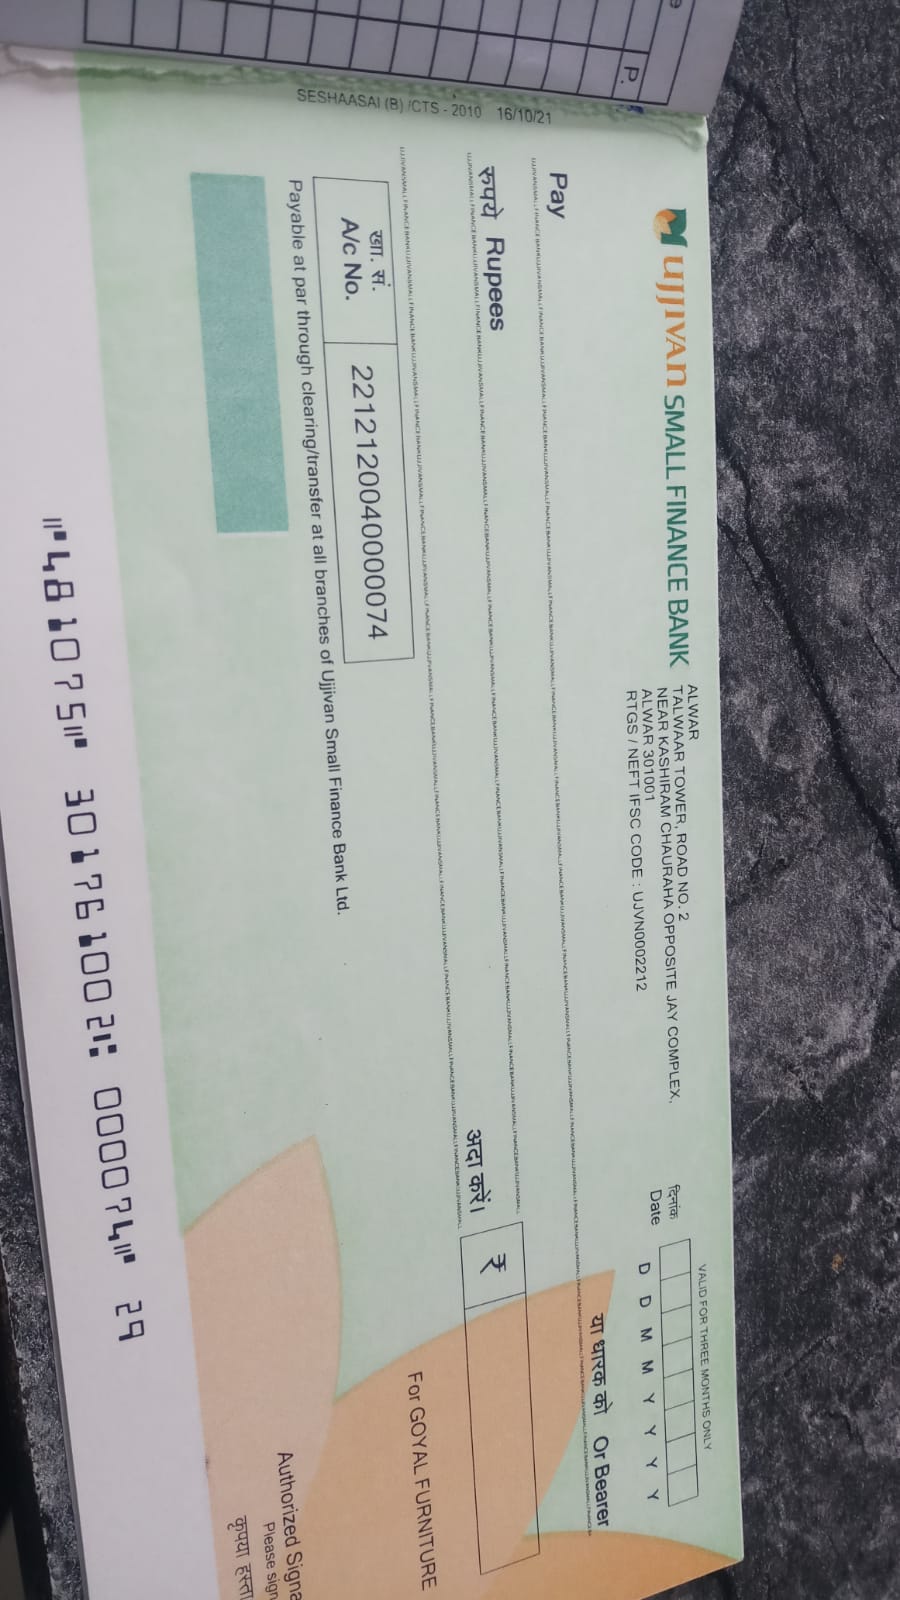 P.
SESHAASAI (B) /CTS - 2010 16/10/21
UJJIVAN SMALL FINANCE BANK
ALWAR
TALWAAR TOWER, ROAD NO. 2
NEAR KASHIRAM CHAURAHA OPPOSITE JAY COMPLEX,
ALWAR 301001
RTGS / NEFT IFSC CODE : UJVN0002212
VALID FOR THREE MONTHS ONLY
दिनांक
Date
D D M M Y Y Y Y
Pay
या धारक को Or Bearer
रुपये Rupees
अदा करें।
₹
For GOYAL FURNITURE
खा. सं.
A/c No.
2212120040000074
Payable at par through clearing/transfer at all branches of Ujjivan Small Finance Bank Ltd.
Authorized Signa
Please sign
कृपया हस्ता
⑈481075⑈ 301761002⑆ 000074⑈ 29